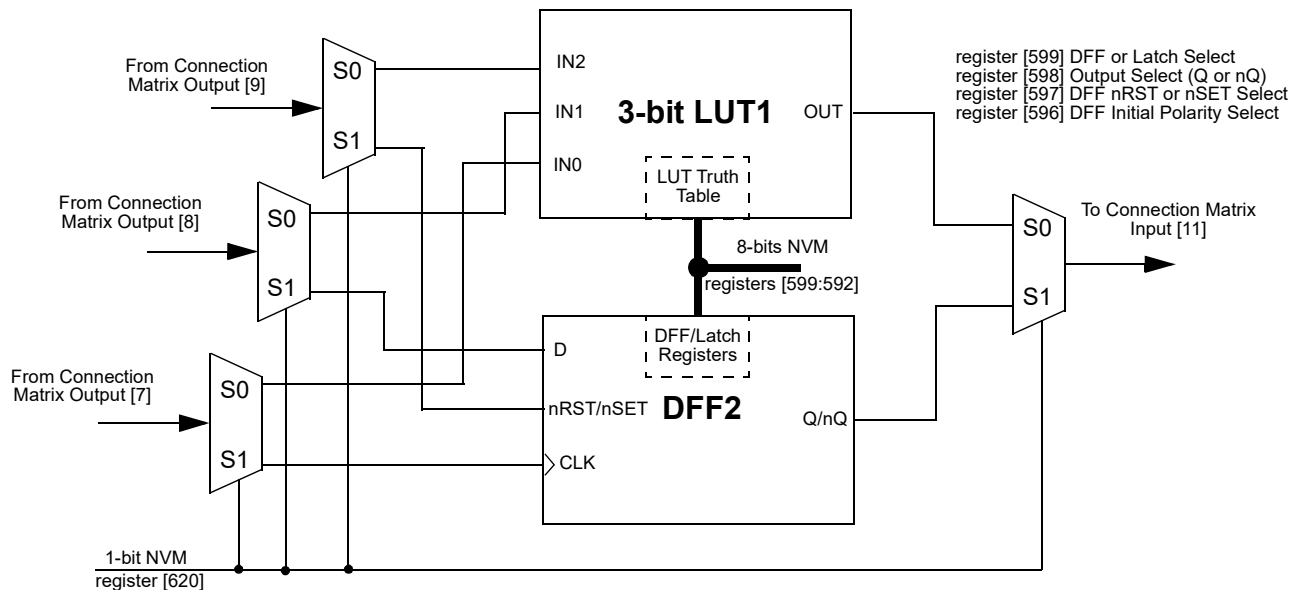 From Connection
Matrix Output [9]
S0
S1
IN2
IN1
IN0
3-bit LUT1
OUT
LUT Truth
Table
register [599] DFF or Latch Select
register [598] Output Select (Q or nQ)
register [597] DFF nRST or nSET Select
register [596] DFF Initial Polarity Select
From Connection
Matrix Output [8]
S0
S1
8-bits NVM
registers [599:592]
S0
S1
To Connection Matrix
Input [11]
From Connection
Matrix Output [7]
S0
S1
DFF/Latch
Registers
D
nRST/nSET
DFF2
Q/nQ
CLK
1-bit NVM
register [620]